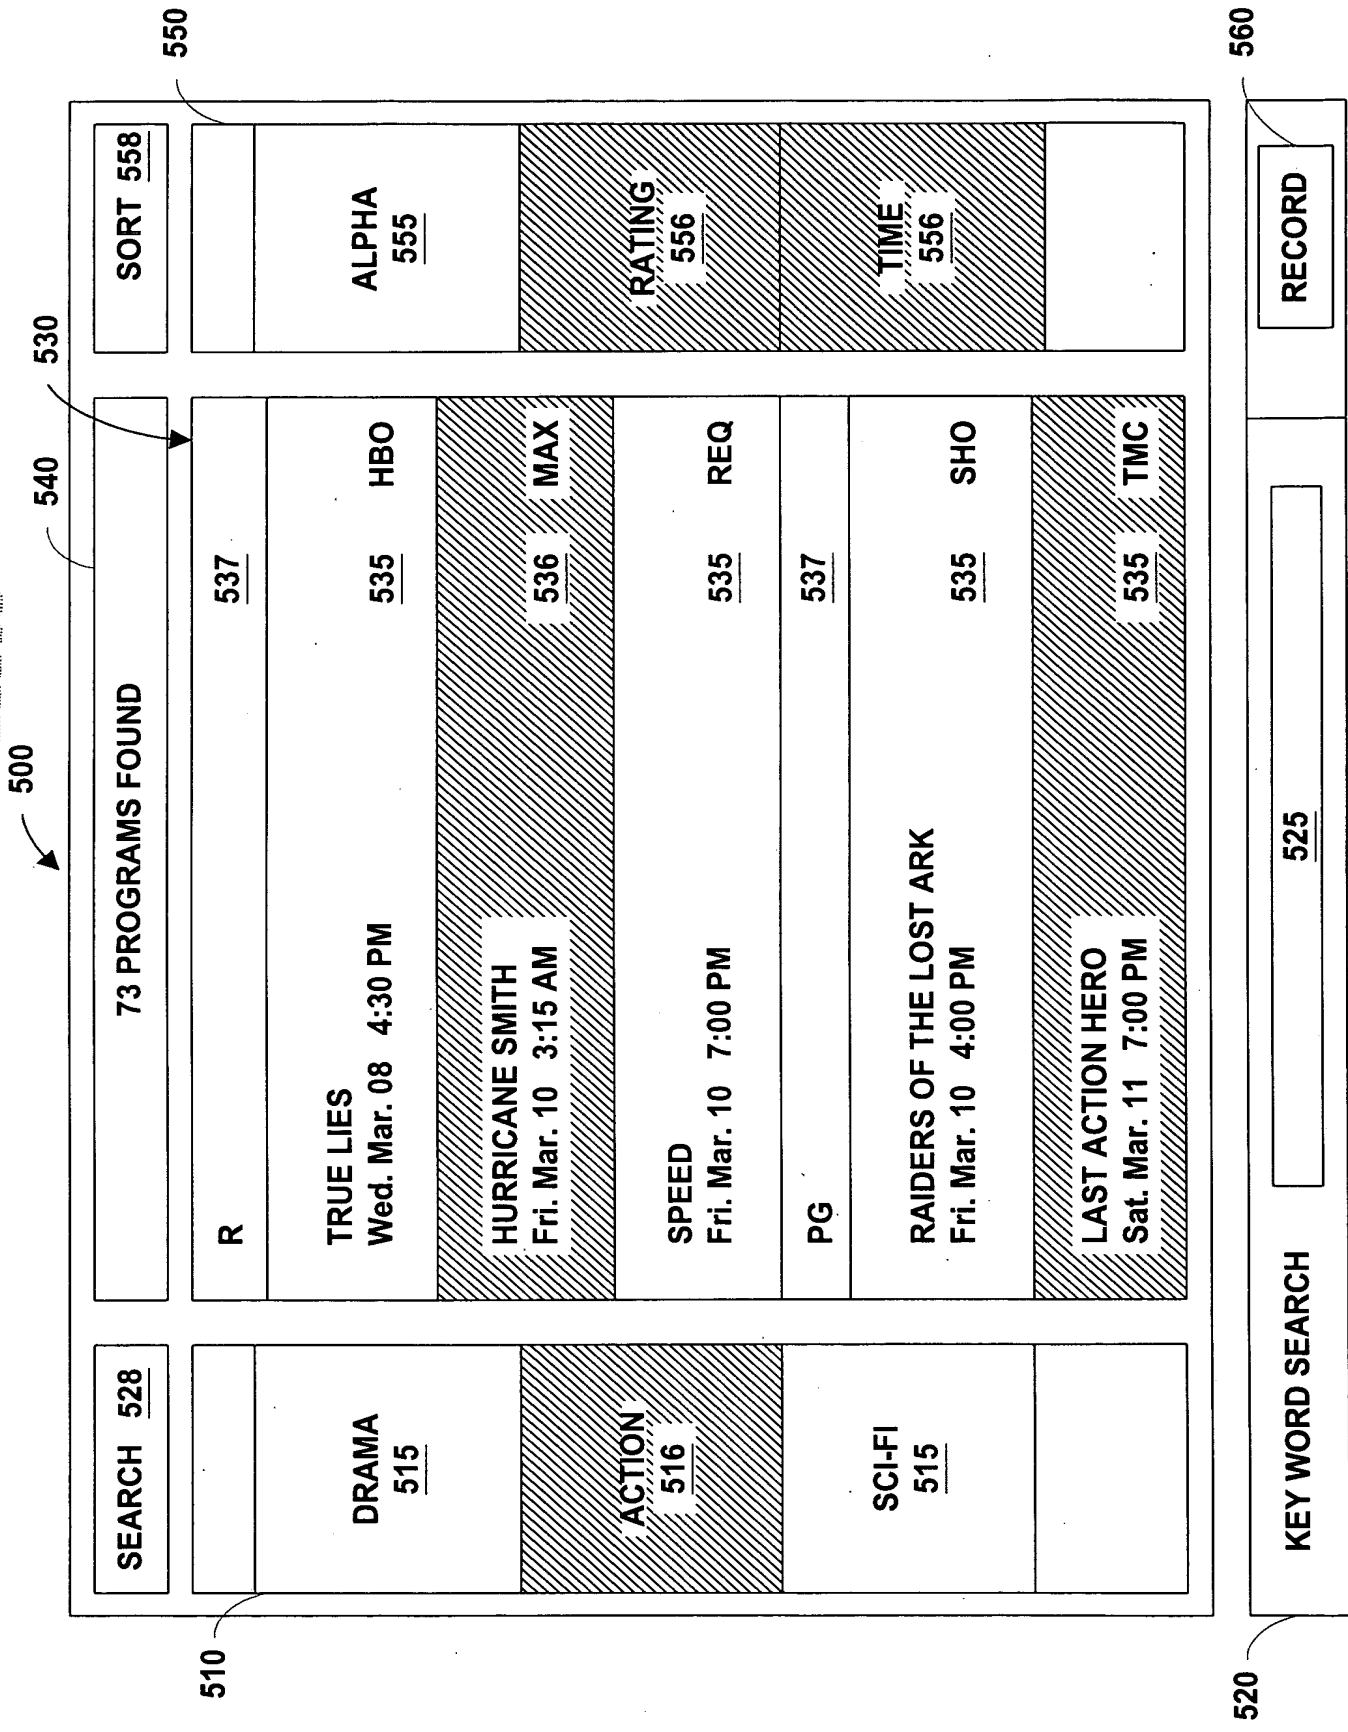 500
540
530
550
SEARCH 528
73 PROGRAMS FOUND
SORT 558
510
DRAMA
515
ACTION
516
SCI-FI
515
R 537
TRUE LIES
Wed. Mar. 08 4:30 PM 535 HBO
HURRICANE SMITH
Fri. Mar. 10 3:15 AM 536 MAX
SPEED
Fri. Mar. 10 7:00 PM 535 REQ
PG 537
RAIDERS OF THE LOST ARK
Fri. Mar. 10 4:00 PM 535 SHO
LAST ACTION HERO
Sat. Mar. 11 7:00 PM 535 TMC
ALPHA
555
RATING
556
TIME
556
520
KEY WORD SEARCH 525
RECORD
560